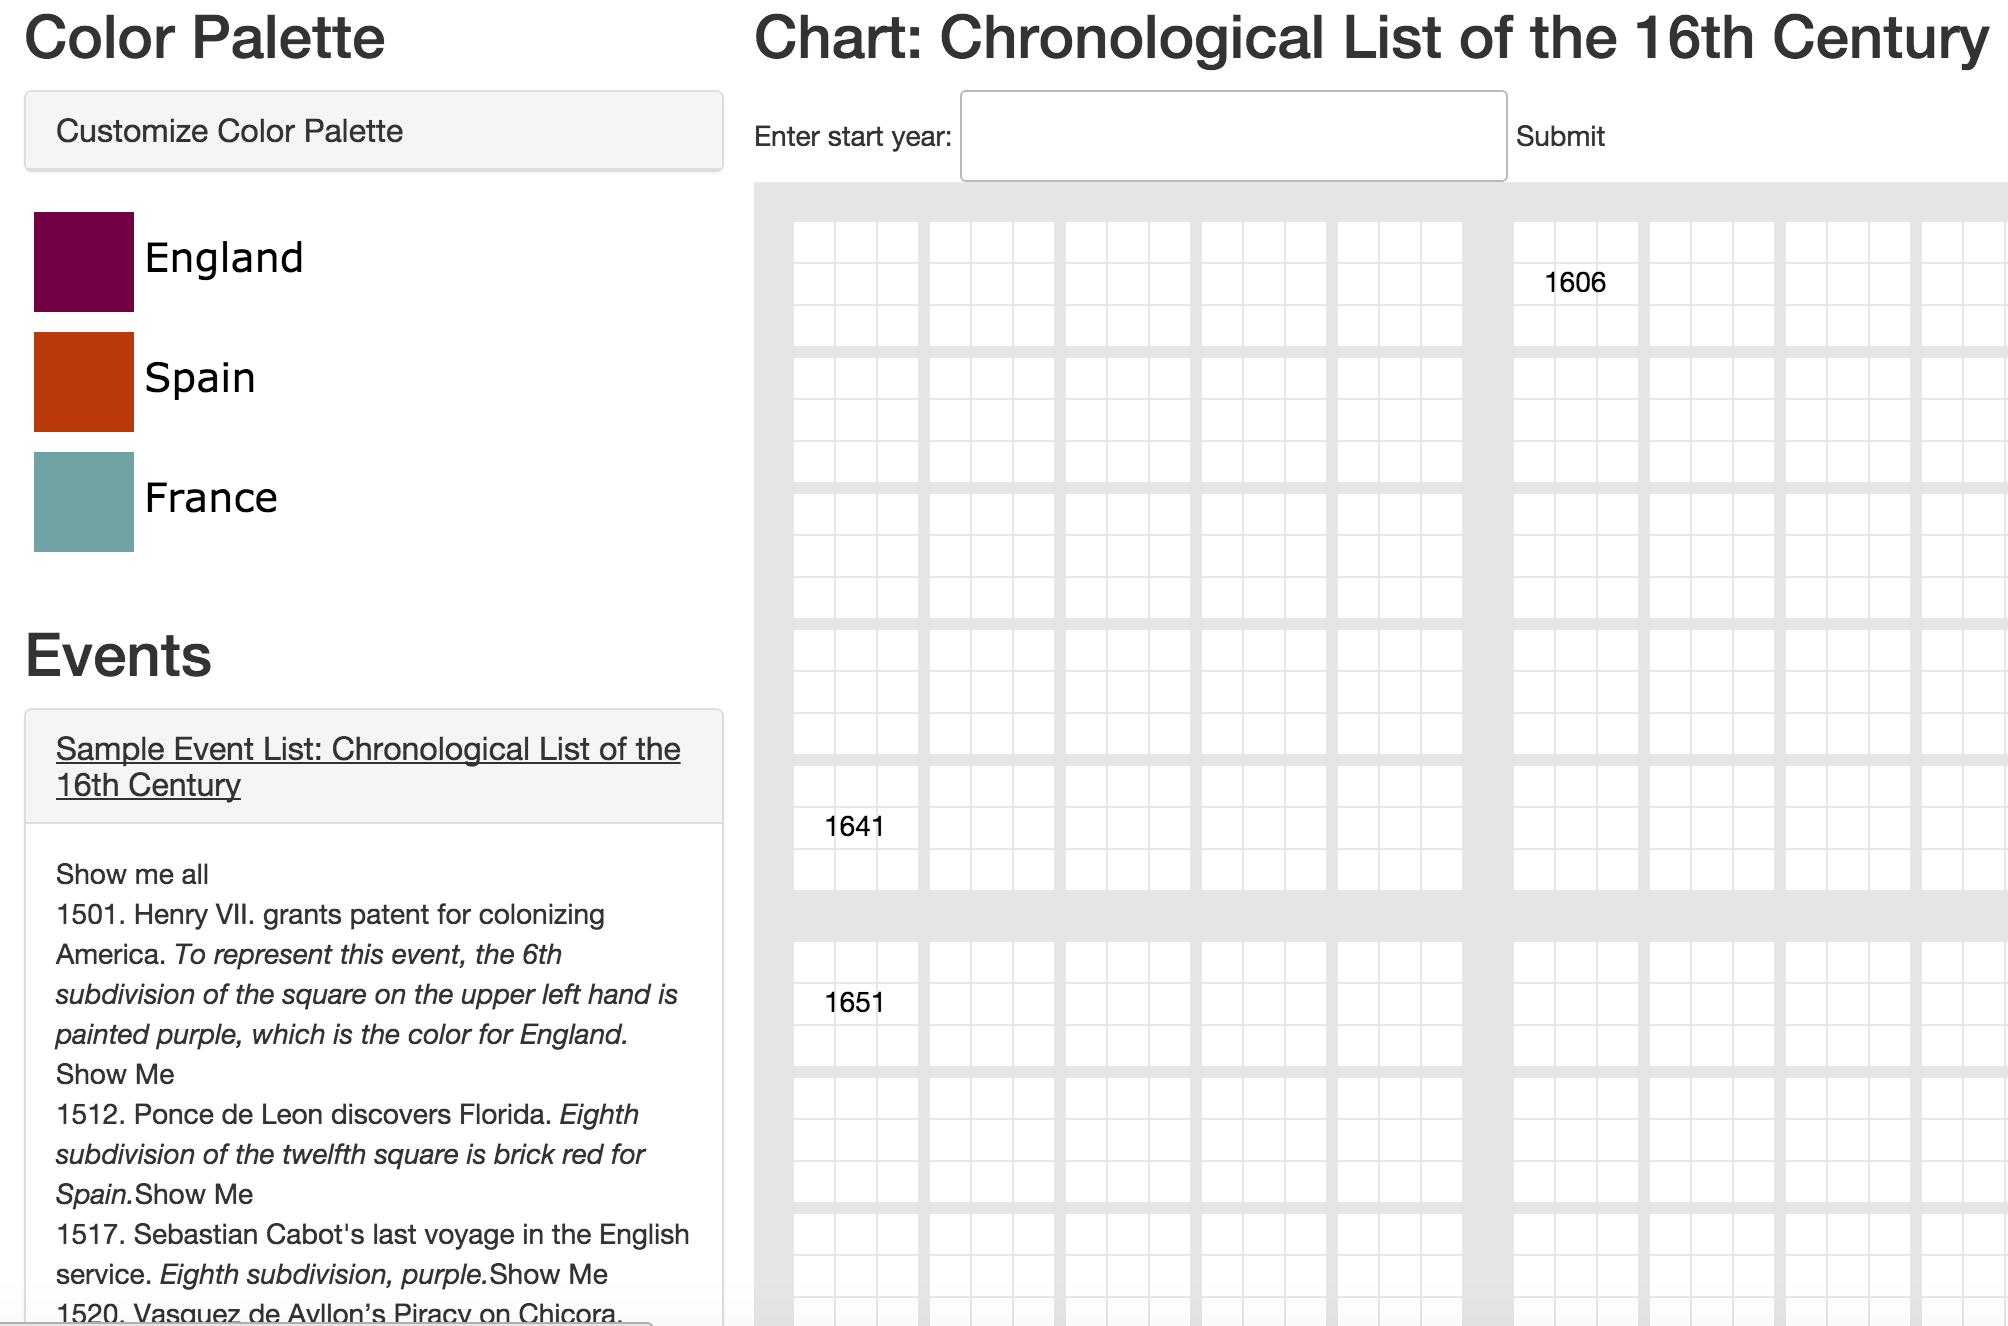 Color Palette
Customize Color Palette
England
Spain
France
Events
Sample Event List: Chronological List of the
16th Century
Show me all
1501. Henry VII. grants patent for colonizing
America. To represent this event, the 6th
subdivision of the square on the upper left hand is
painted purple, which is the color for England.
Show Me
1512. Ponce de Leon discovers Florida. Eighth
subdivision of the twelfth square is brick red for
Spain.Show Me
1517. Sebastian Cabot's last voyage in the English
service. Eighth subdivision, purple.Show Me
1520. Vasquez de Ayllon’s Piracy on Chicora.
Chart: Chronological List of the 16th Century
Enter start year:
Submit
1606
1641
1651